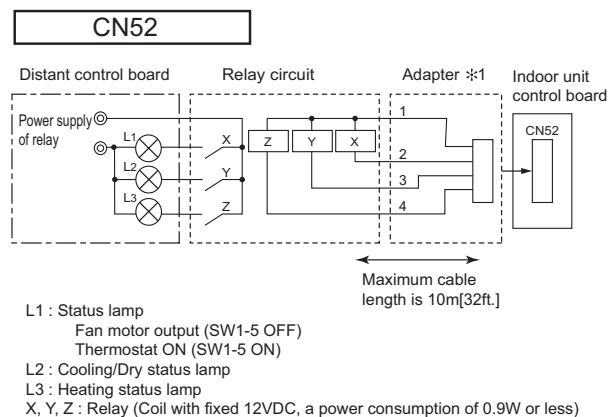 CN52
Distant control board
Relay circuit
Adapter ✻1
Indoor unit
control board
Power supply
of relay
L1
L2
L3
X
Y
Z
Z
Y
X
1
2
3
4
CN52
Maximum cable
length is 10m[32ft.]
L1 : Status lamp
Fan motor output (SW1-5 OFF)
Thermostat ON (SW1-5 ON)
L2 : Cooling/Dry status lamp
L3 : Heating status lamp
X, Y, Z : Relay (Coil with fixed 12VDC, a power consumption of 0.9W or less)